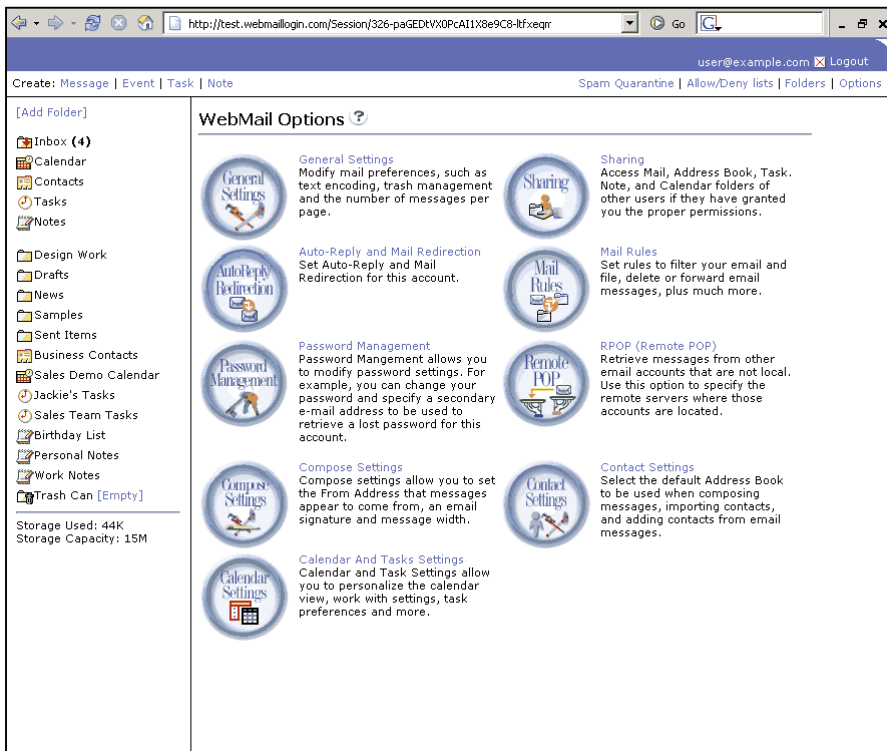 http://test.webmaillogin.com/Session/326-paGEDtVX0PcAI1X8e9C8-ltfxeqrr
Go
G
user@example.com Logout
Create: Message | Event | Task | Note
Spam Quarantine | Allow/Deny lists | Folders | Options
[Add Folder]
Inbox (4)
Calendar
Contacts
Tasks
Notes
Design Work
Drafts
News
Samples
Sent Items
Business Contacts
Sales Demo Calendar
Jackie's Tasks
Sales Team Tasks
Birthday List
Personal Notes
Work Notes
Trash Can [Empty]
Storage Used: 44K
Storage Capacity: 15M
WebMail Options ?
General
Settings
General Settings
Modify mail preferences, such as
text encoding, trash management
and the number of messages per
page.
Sharing
Sharing
Access Mail, Address Book, Task.
Note, and Calendar folders of
other users if they have granted
you the proper permissions.
AutoReply
Redirection
Auto-Reply and Mail Redirection
Set Auto-Reply and Mail
Redirection for this account.
Mail
Rules
Mail Rules
Set rules to filter your email and
file, delete or forward email
messages, plus much more.
Password
Management
Password Management
Password Mangement allows you
to modify password settings. For
example, you can change your
password and specify a secondary
e-mail address to be used to
retrieve a lost password for this
account.
Remote
POP
RPOP (Remote POP)
Retrieve messages from other
email accounts that are not local.
Use this option to specify the
remote servers where those
accounts are located.
Compose
Settings
Compose Settings
Compose settings allow you to set
the From Address that messages
appear to come from, an email
signature and message width.
Contact
Settings
Contact Settings
Select the default Address Book
to be used when composing
messages, importing contacts,
and adding contacts from email
messages.
Calendar
Settings
Calendar And Tasks Settings
Calendar and Task Settings allow
you to personalize the calendar
view, work with settings, task
preferences and more.